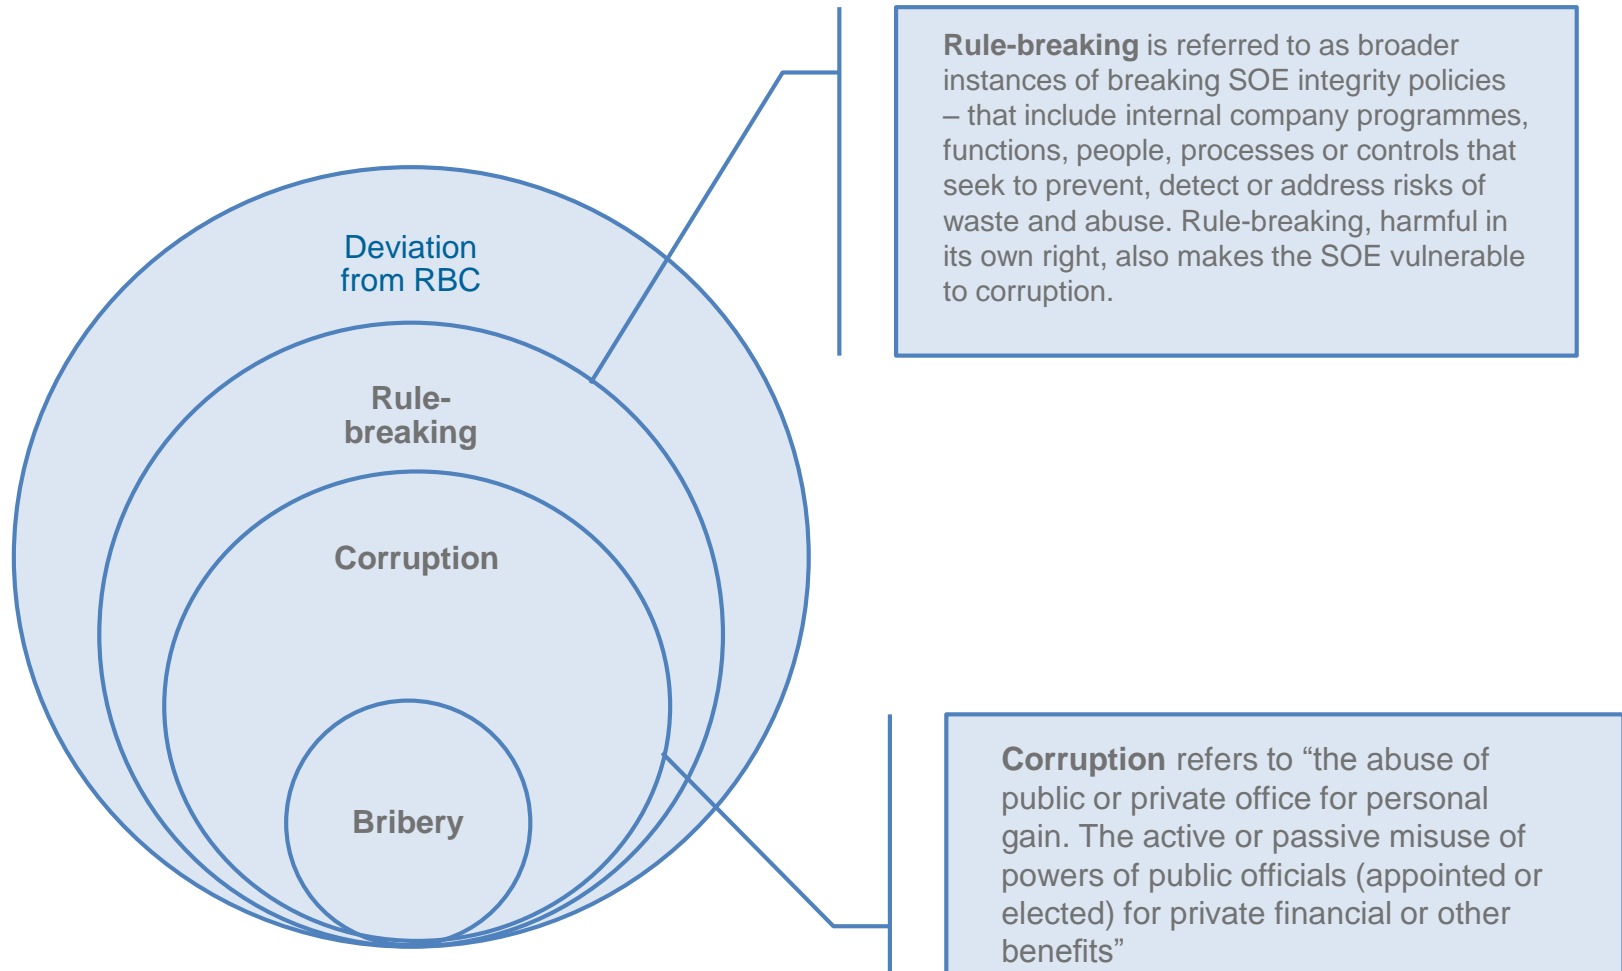 Rule-breaking is referred to as broader
instances of breaking SOE integrity policies
– that include internal company programmes,
functions, people, processes or controls that
seek to prevent, detect or address risks of
waste and abuse. Rule-breaking, harmful in
its own right, also makes the SOE vulnerable
to corruption.
Deviation
from RBC
Rule-
breaking
Corruption
Bribery
Corruption refers to “the abuse of
public or private office for personal
gain. The active or passive misuse of
powers of public officials (appointed or
elected) for private financial or other
benefits”